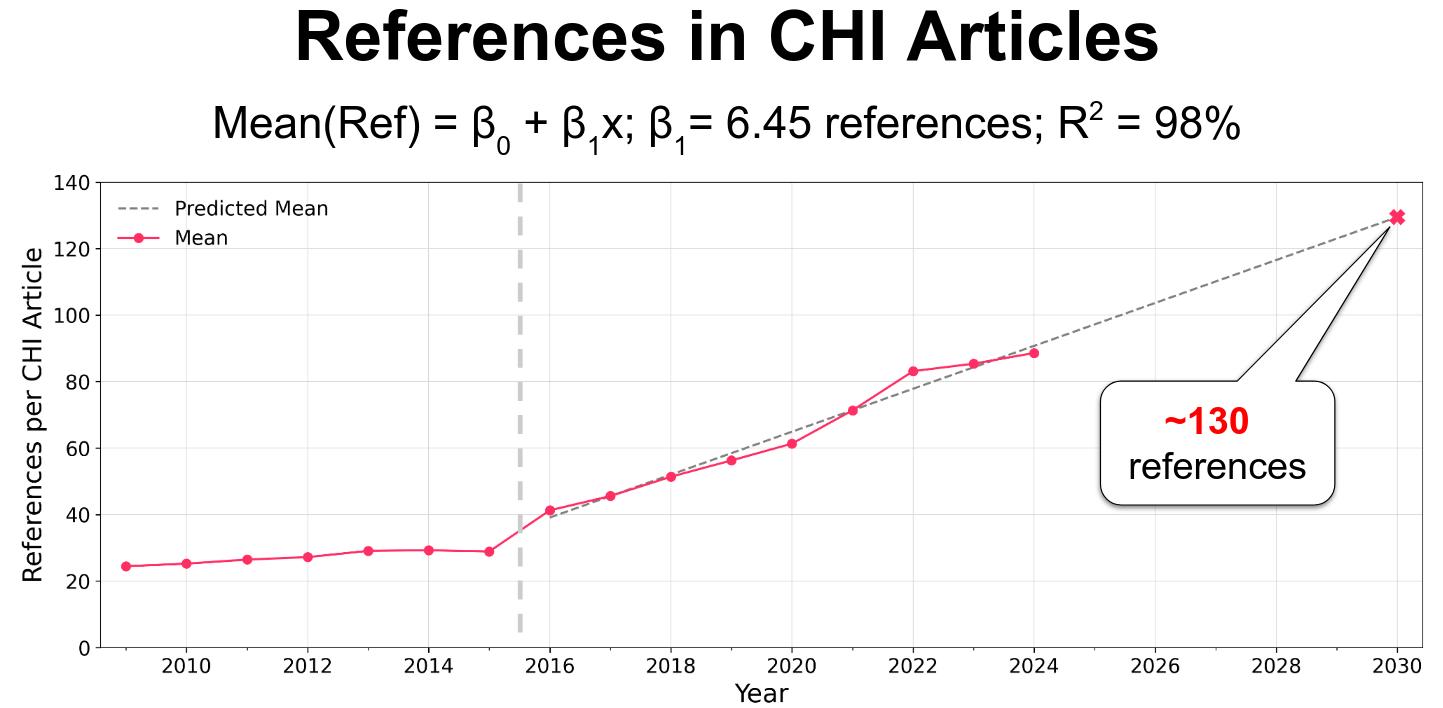 References in CHI Articles
Mean(Ref) = β₀ + β₁x; β₁= 6.45 references; R² = 98%
140
120
100
80
60
40
20
0
References per CHI Article
Predicted Mean
Mean
~130
references
2010 2012 2014 2016 2018 2020 2022 2024 2026 2028 2030
Year